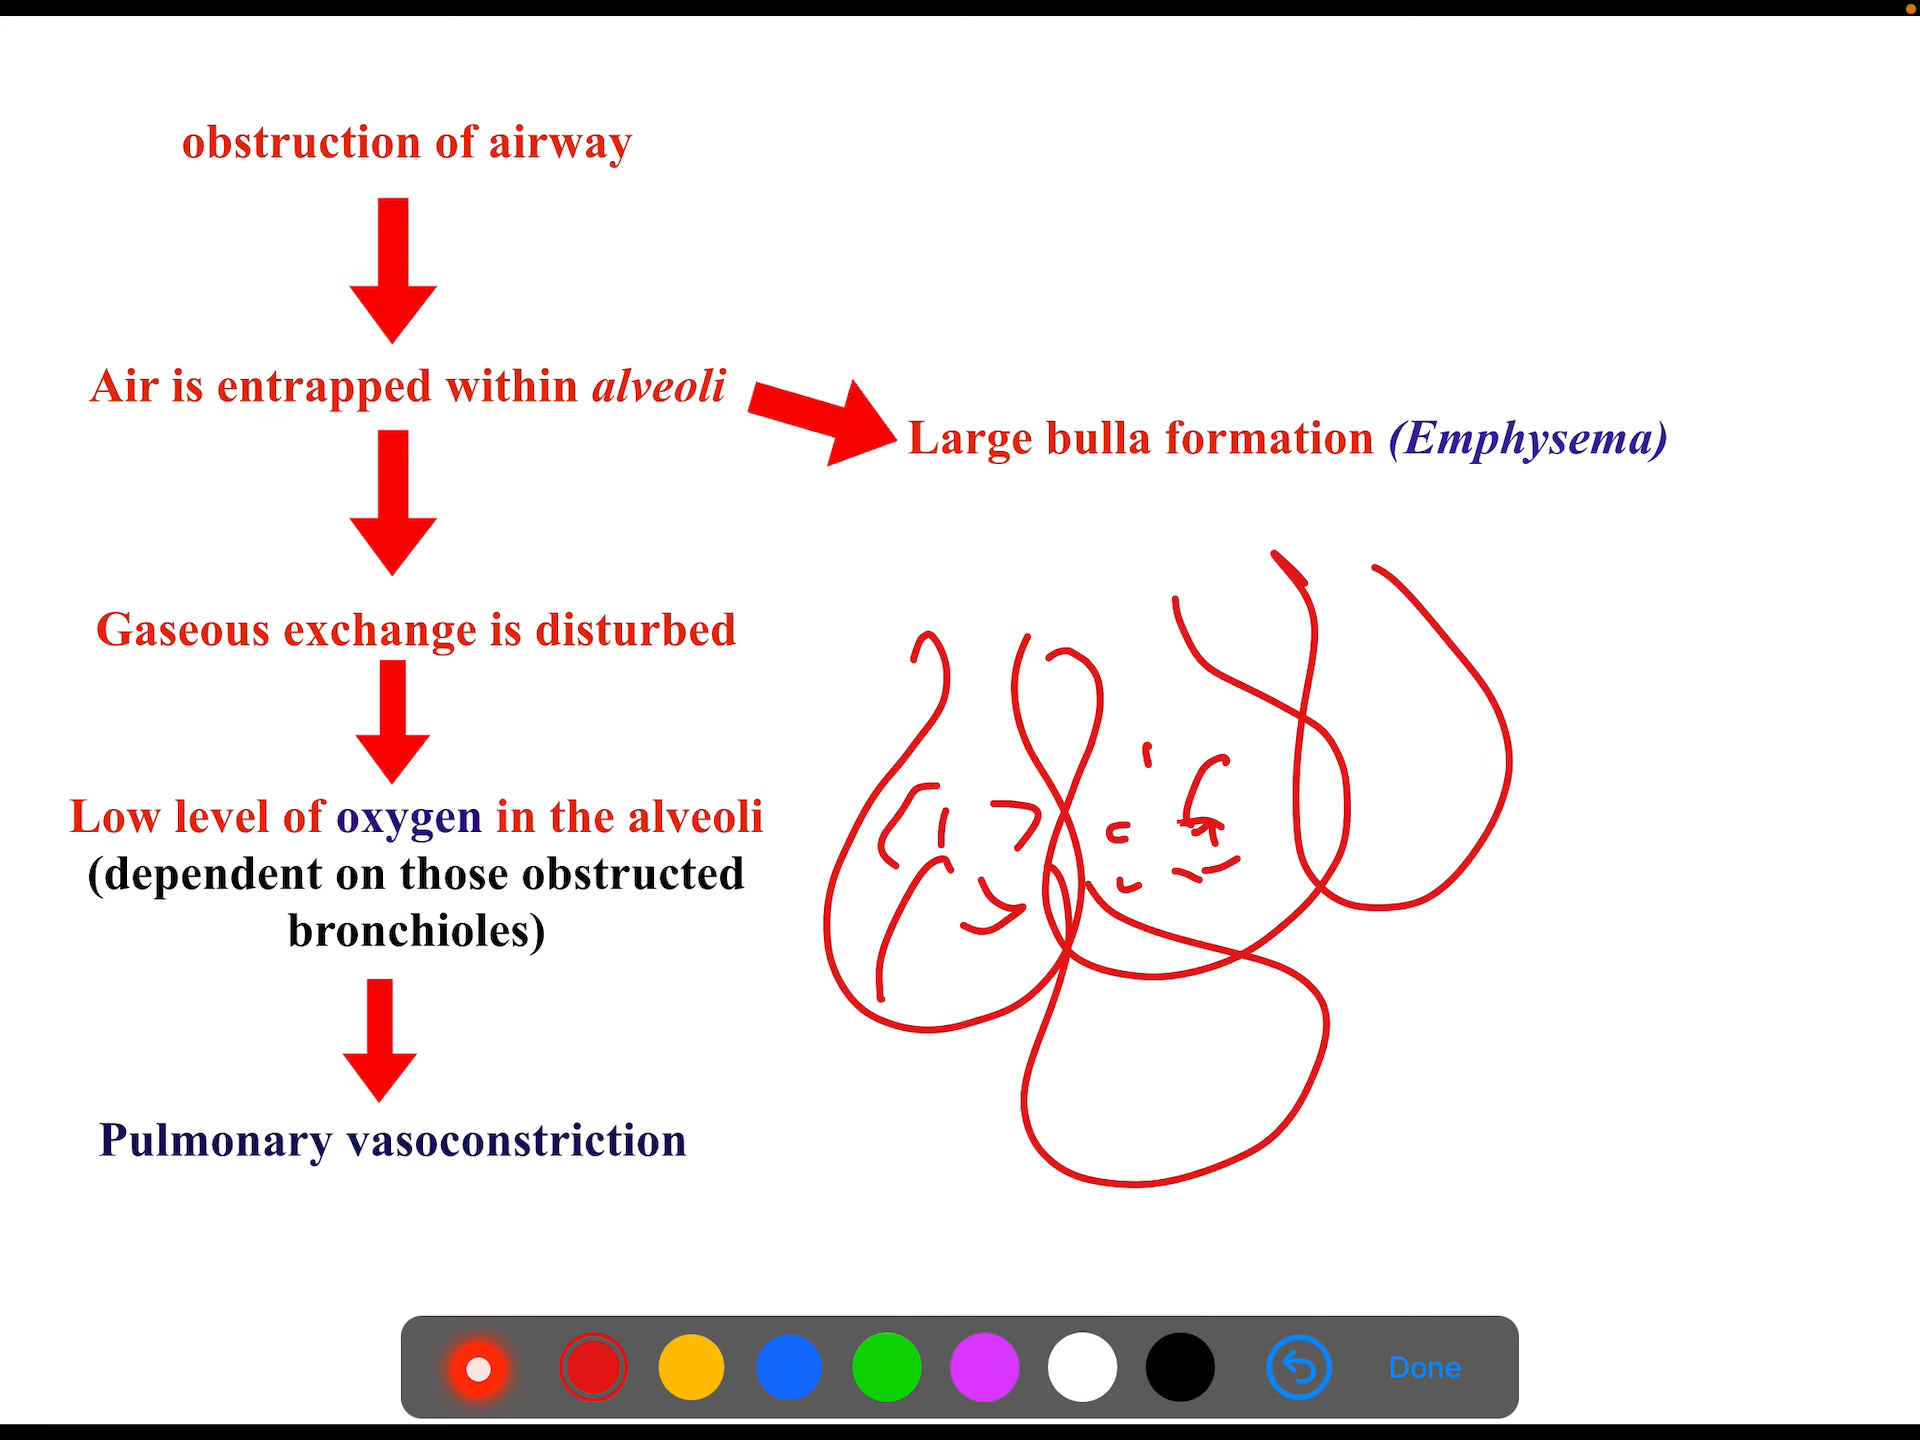 obstruction of airway
Air is entrapped within alveoli
Large bulla formation (Emphysema)
Gaseous exchange is disturbed
Low level of oxygen in the alveoli
(dependent on those obstructed
bronchioles)
Pulmonary vasoconstriction
Done